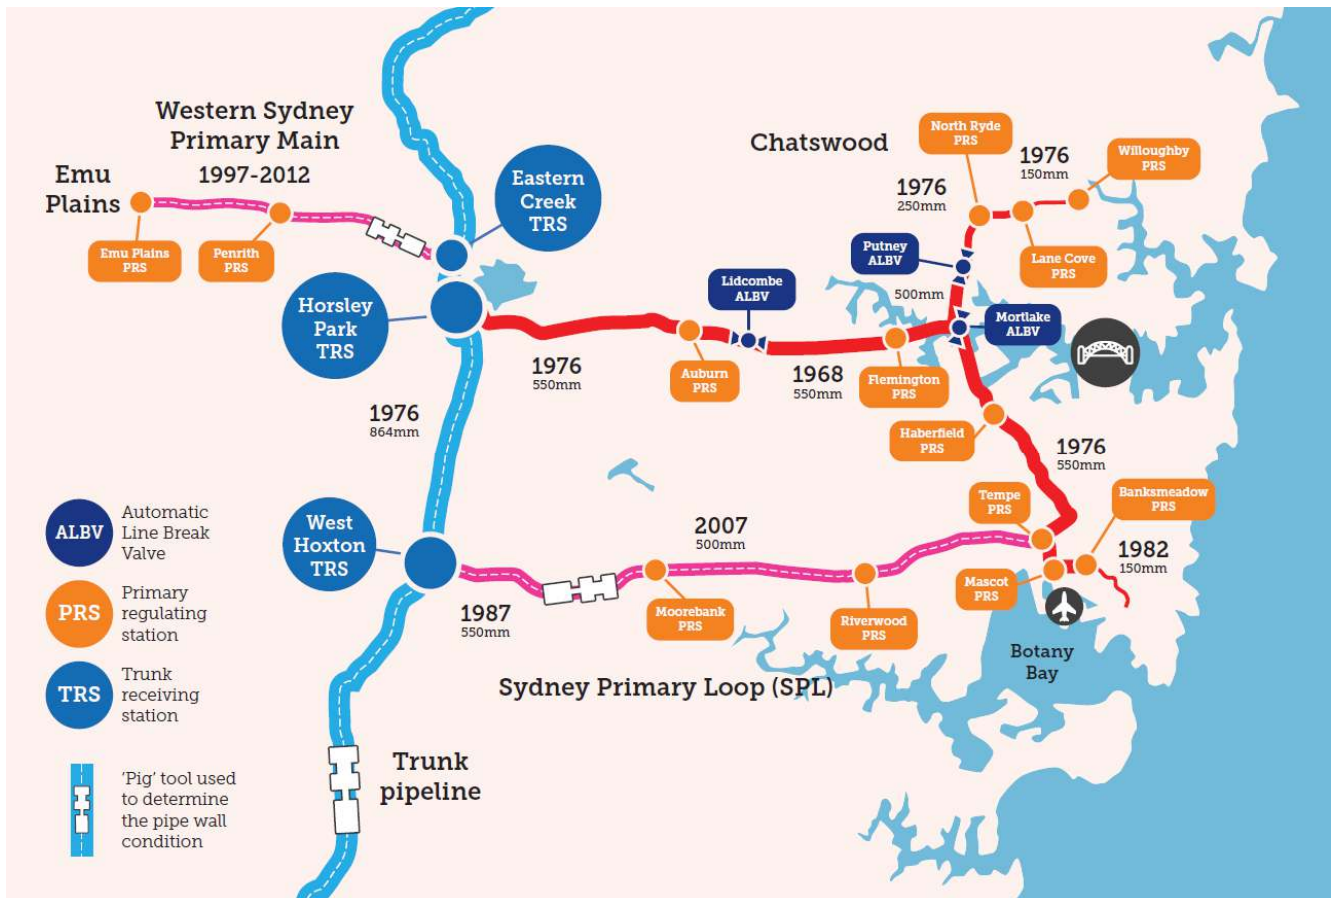 Western Sydney
Primary Main
1997-2012
Emu
Plains
Emu Plains
PRS
Penrith
PRS
Eastern
Creek
TRS
Horsley
Park
TRS
Chatswood
North Ryde
PRS
1976
150mm
Willoughby
PRS
1976
250mm
Lane Cove
PRS
Putney
ALBV
500mm
Lidcombe
ALBV
Mortlake
ALBV
1976
550mm
Auburn
PRS
1968
550mm
Flemington
PRS
1976
864mm
Haberfield
PRS
1976
550mm
Tempe
PRS
Banksmeadow
PRS
1982
150mm
Mascot
PRS
West
Hoxton
TRS
2007
500mm
1987
550mm
Moorebank
PRS
Riverwood
PRS
Botany
Bay
Sydney Primary Loop (SPL)
Trunk
pipeline
ALBV
Automatic
Line Break
Valve
PRS
Primary
regulating
station
TRS
Trunk
receiving
station
'Pig' tool used
to determine
the pipe wall
condition